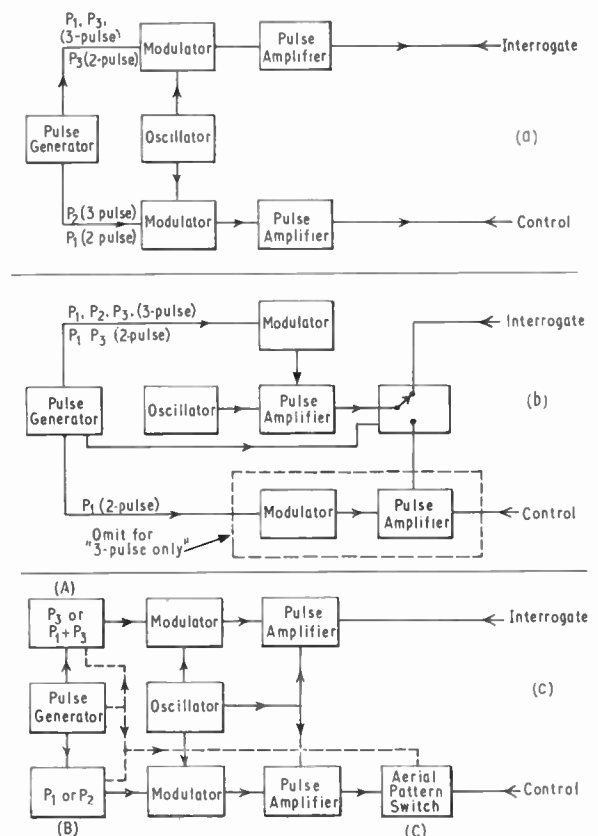 P1, P3,
(3-pulse)
P3 (2-pulse)
Modulator
Pulse
Amplifier
Interrogate
Pulse
Generator
Oscillator
(a)
P2 (3 pulse)
P1 (2 pulse)
Modulator
Pulse
Amplifier
Control
P1, P2, P3, (3-pulse)
P1 P3 (2-pulse)
Modulator
Interrogate
Pulse
Generator
Oscillator
Pulse
Amplifier
(b)
P1 (2-pulse)
Modulator
Pulse
Amplifier
Control
"Omit for
3-pulse only"
(A)
P3 or
P1+P3
Modulator
Pulse
Amplifier
Interrogate
Pulse
Generator
Oscillator
(C)
P1 or P2
Modulator
Pulse
Amplifier
Aerial
Pattern
Switch
Control
(B)
(C)